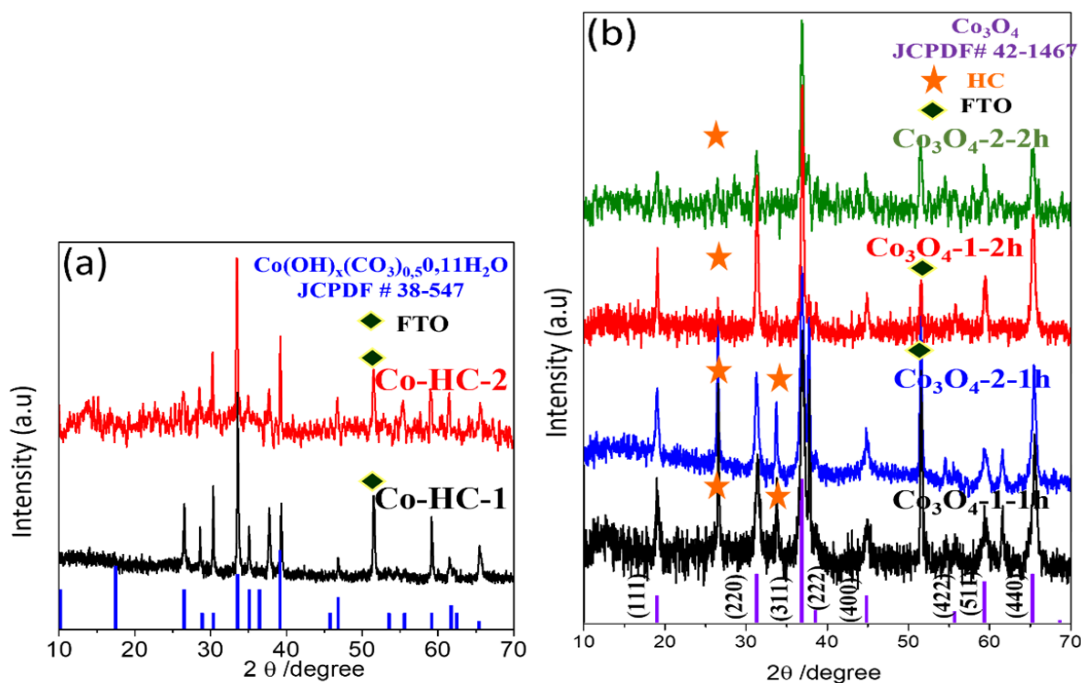 (a)
Co(OH)ₓ(CO₃)₀,₅0,11H₂O
JCPDF # 38-547
FTO
Co-HC-2
Co-HC-1
Intensity (a.u)
10 20 30 40 50 60 70
2 θ /degree
(b)
Co₃O₄
JCPDF# 42-1467
HC
FTO
Co₃O₄-2-2h
Co₃O₄-1-2h
Co₃O₄-2-1h
Co₃O₄-1-1h
(111) (220) (311) (222) (400) (422) (511) (440)
Intensity (a.u)
10 20 30 40 50 60 70
2θ /degree